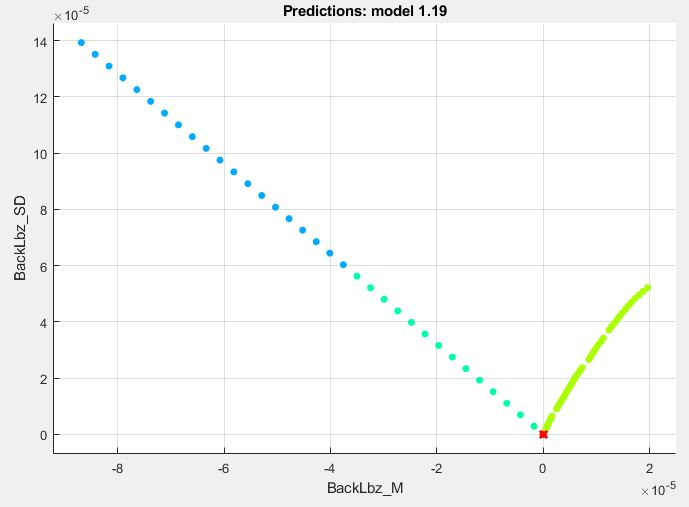 Predictions: model 1.19
×10⁻⁵
14
12
10
8
6
4
2
0
BackLbz_SD
-8 -6 -4 -2 0 2
BackLbz_M
×10⁻⁵